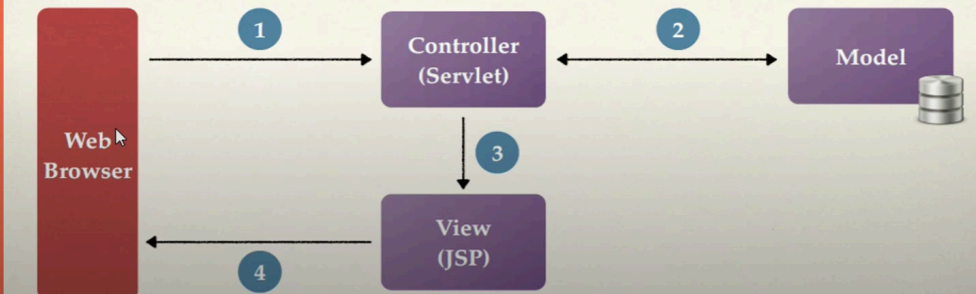 1
Controller
(Servlet)
2
Model
Web
Browser
3
View
(JSP)
4